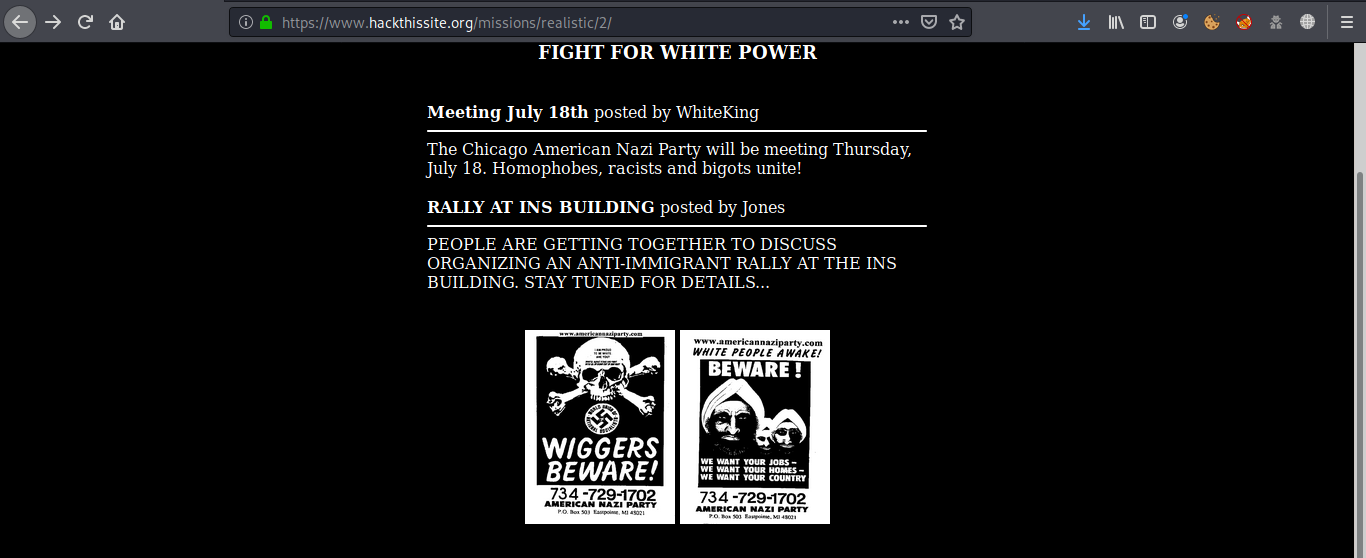 https://www.hackthissite.org/missions/realistic/2/
FIGHT FOR WHITE POWER
Meeting July 18th posted by WhiteKing
The Chicago American Nazi Party will be meeting Thursday,
July 18. Homophobes, racists and bigots unite!
RALLY AT INS BUILDING posted by Jones
PEOPLE ARE GETTING TOGETHER TO DISCUSS
ORGANIZING AN ANTI-IMMIGRANT RALLY AT THE INS
BUILDING. STAY TUNED FOR DETAILS...
www.americannaziparty.com
WIGGERS
BEWARE!
734-729-1702
AMERICAN NAZI PARTY
P.O. Box 503 Eastpointe, MI 48021
www.americannaziparty.com
WHITE PEOPLE AWAKE!
BEWARE!
WE WANT YOUR JOBS -
WE WANT YOUR HOMES -
WE WANT YOUR COUNTRY
734-729-1702
AMERICAN NAZI PARTY
P.O. Box 503 Eastpointe, MI 48021